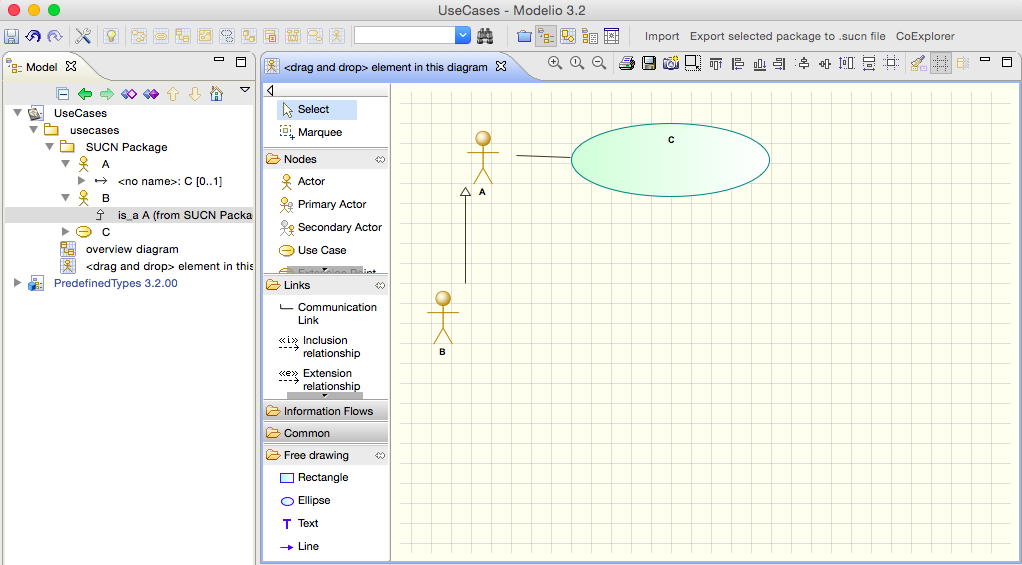 UseCases - Modelio 3.2
Import Export selected package to .sucn file CoExplorer
Model
UseCases
usecases
SUCN Package
A
<no name>: C [0..1]
B
is_a A (from SUCN Packa
C
overview diagram
<drag and drop> element in this
PredefinedTypes 3.2.00
<drag and drop> element in this diagram
Select
Marquee
Nodes
Actor
Primary Actor
Secondary Actor
Use Case
Extension Point
Links
Communication
Link
«i» Inclusion
relationship
«e» Extension
relationship
Information Flows
Common
Free drawing
Rectangle
Ellipse
T Text
Line
A
C
B